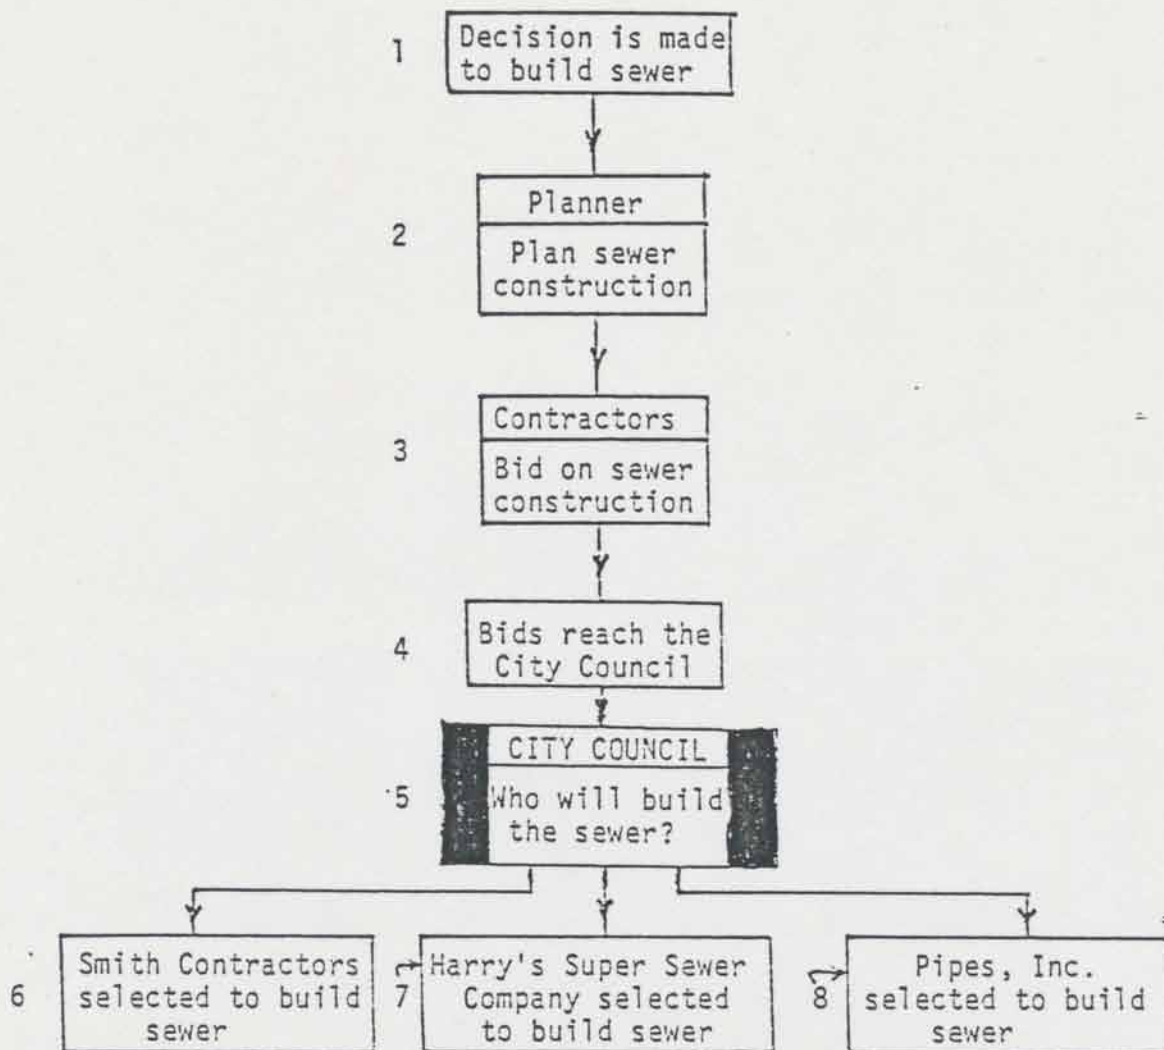 1
Decision is made
to build sewer
2
Planner
Plan sewer
construction
3
Contractors
Bid on sewer
construction
4
Bids reach the
City Council
5
CITY COUNCIL
Who will build
the sewer?
6
Smith Contractors
selected to build
sewer
7
Harry's Super Sewer
Company selected
to build sewer
8
Pipes, Inc.
selected to build
sewer